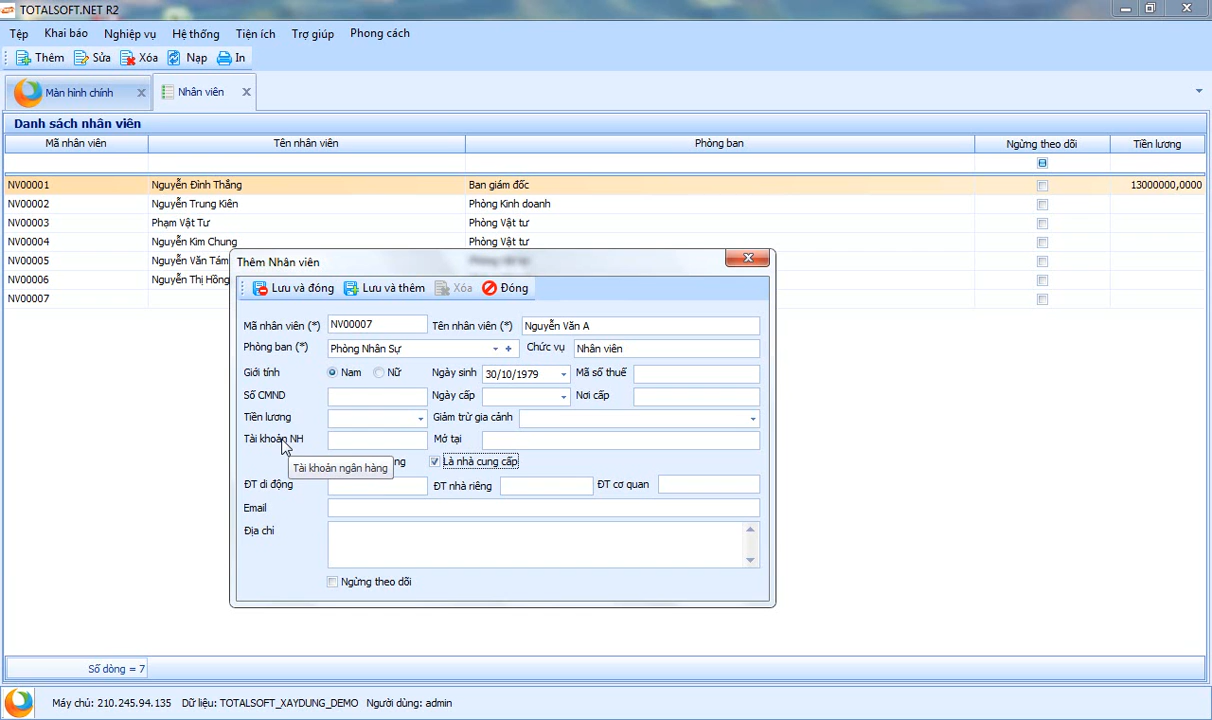 TOTALSOFT.NET R2
Tệp Khai báo Nghiệp vụ Hệ thống Tiện ích Trợ giúp Phong cách
Thêm Sửa Xóa Nạp In
Màn hình chính Nhân viên
Danh sách nhân viên
Mã nhân viên Tên nhân viên Phòng ban Ngừng theo dõi Tiền lương
NV00001 Nguyễn Đình Thắng Ban giám đốc 13000000,0000
NV00002 Nguyễn Trung Kiên Phòng Kinh doanh
NV00003 Phạm Vật Tư Phòng Vật tư
NV00004 Nguyễn Kim Chung Phòng Vật tư
NV00005 Nguyễn Văn Tám
NV00006 Nguyễn Thị Hồng
NV00007
Thêm Nhân viên
Lưu và đóng Lưu và thêm Xóa Đóng
Mã nhân viên (*) NV00007 Tên nhân viên (*) Nguyễn Văn A
Phòng ban (*) Phòng Nhân Sự Chức vụ Nhân viên
Giới tính Nam Nữ Ngày sinh 30/10/1979 Mã số thuế
Số CMND Ngày cấp Nơi cấp
Tiền lương Giảm trừ gia cảnh
Tài khoản NH Mở tại
Tài khoản ngân hàng
ng Là nhà cung cấp
ĐT di động ĐT nhà riêng ĐT cơ quan
Email
Địa chỉ
Ngừng theo dõi
Số dòng = 7
Máy chủ: 210.245.94.135 Dữ liệu: TOTALSOFT_XAYDUNG_DEMO Người dùng: admin